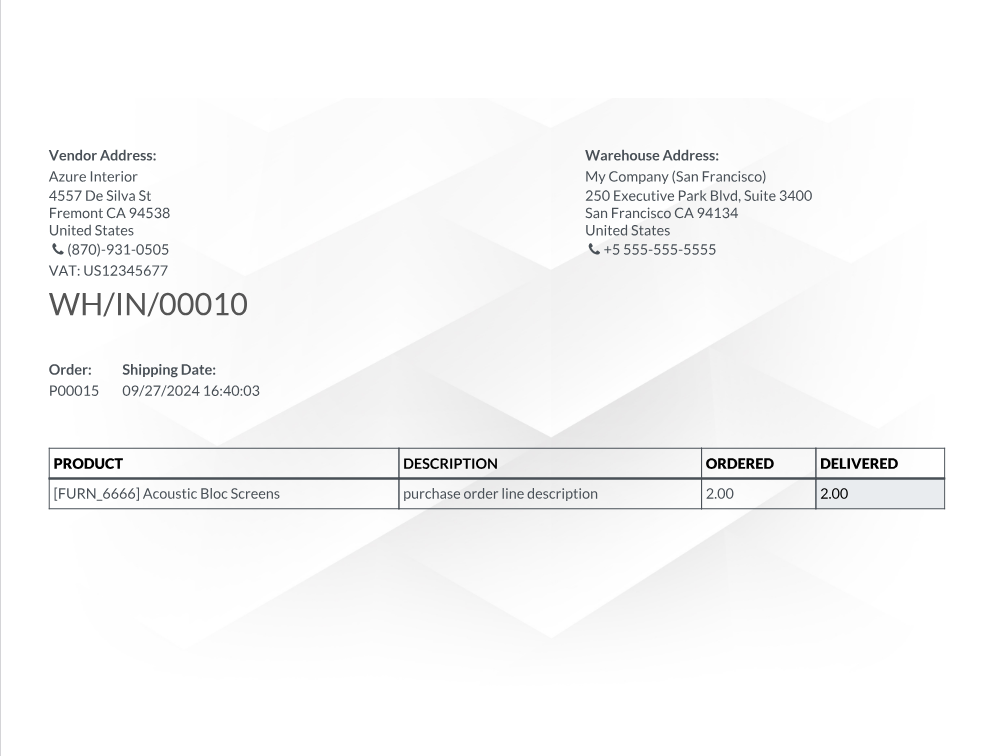 Vendor Address:
Azure Interior
4557 De Silva St
Fremont CA 94538
United States
(870)-931-0505
VAT: US12345677
Warehouse Address:
My Company (San Francisco)
250 Executive Park Blvd, Suite 3400
San Francisco CA 94134
United States
+5 555-555-5555
WH/IN/00010
Order: Shipping Date:
P00015 09/27/2024 16:40:03
PRODUCT DESCRIPTION ORDERED DELIVERED
[FURN_6666] Acoustic Bloc Screens purchase order line description 2.00 2.00